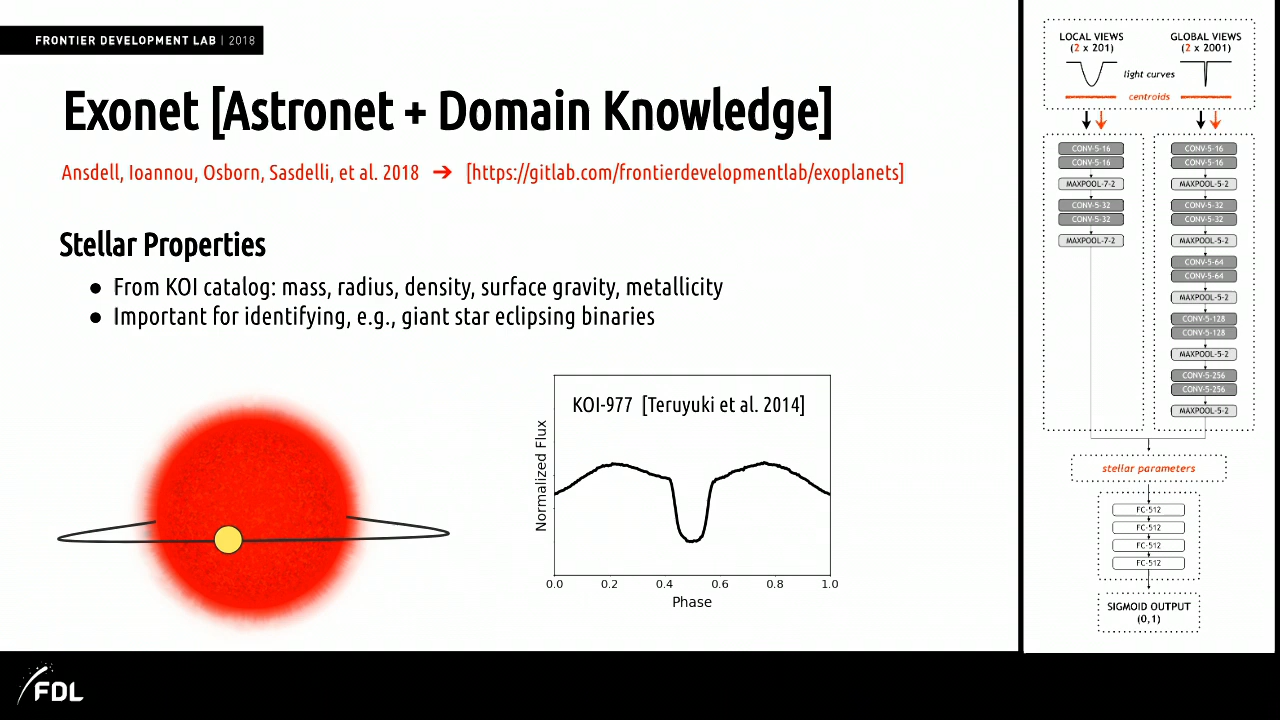 FRONTIER DEVELOPMENT LAB | 2018
Exonet [Astronet + Domain Knowledge]
Ansdell, Ioannou, Osborn, Sasdelli, et al. 2018 ➔ [https://gitlab.com/frontierdevelopmentlab/exoplanets]
Stellar Properties
● From KOI catalog: mass, radius, density, surface gravity, metallicity
● Important for identifying, e.g., giant star eclipsing binaries
KOI-977 [Teruyuki et al. 2014]
Normalized Flux
0.0 0.2 0.4 0.6 0.8 1.0
Phase
LOCAL VIEWS
(2 x 201)
GLOBAL VIEWS
(2 x 2001)
light curves
centroids
CONV-5-16
CONV-5-16
MAXPOOL-7-2
CONV-5-32
CONV-5-32
MAXPOOL-7-2
CONV-5-16
CONV-5-16
MAXPOOL-5-2
CONV-5-32
CONV-5-32
MAXPOOL-5-2
CONV-5-64
CONV-5-64
MAXPOOL-5-2
CONV-5-128
CONV-5-128
MAXPOOL-5-2
CONV-5-256
CONV-5-256
MAXPOOL-5-2
stellar parameters
FC-512
FC-512
FC-512
FC-512
SIGMOID OUTPUT
(0,1)
FDL